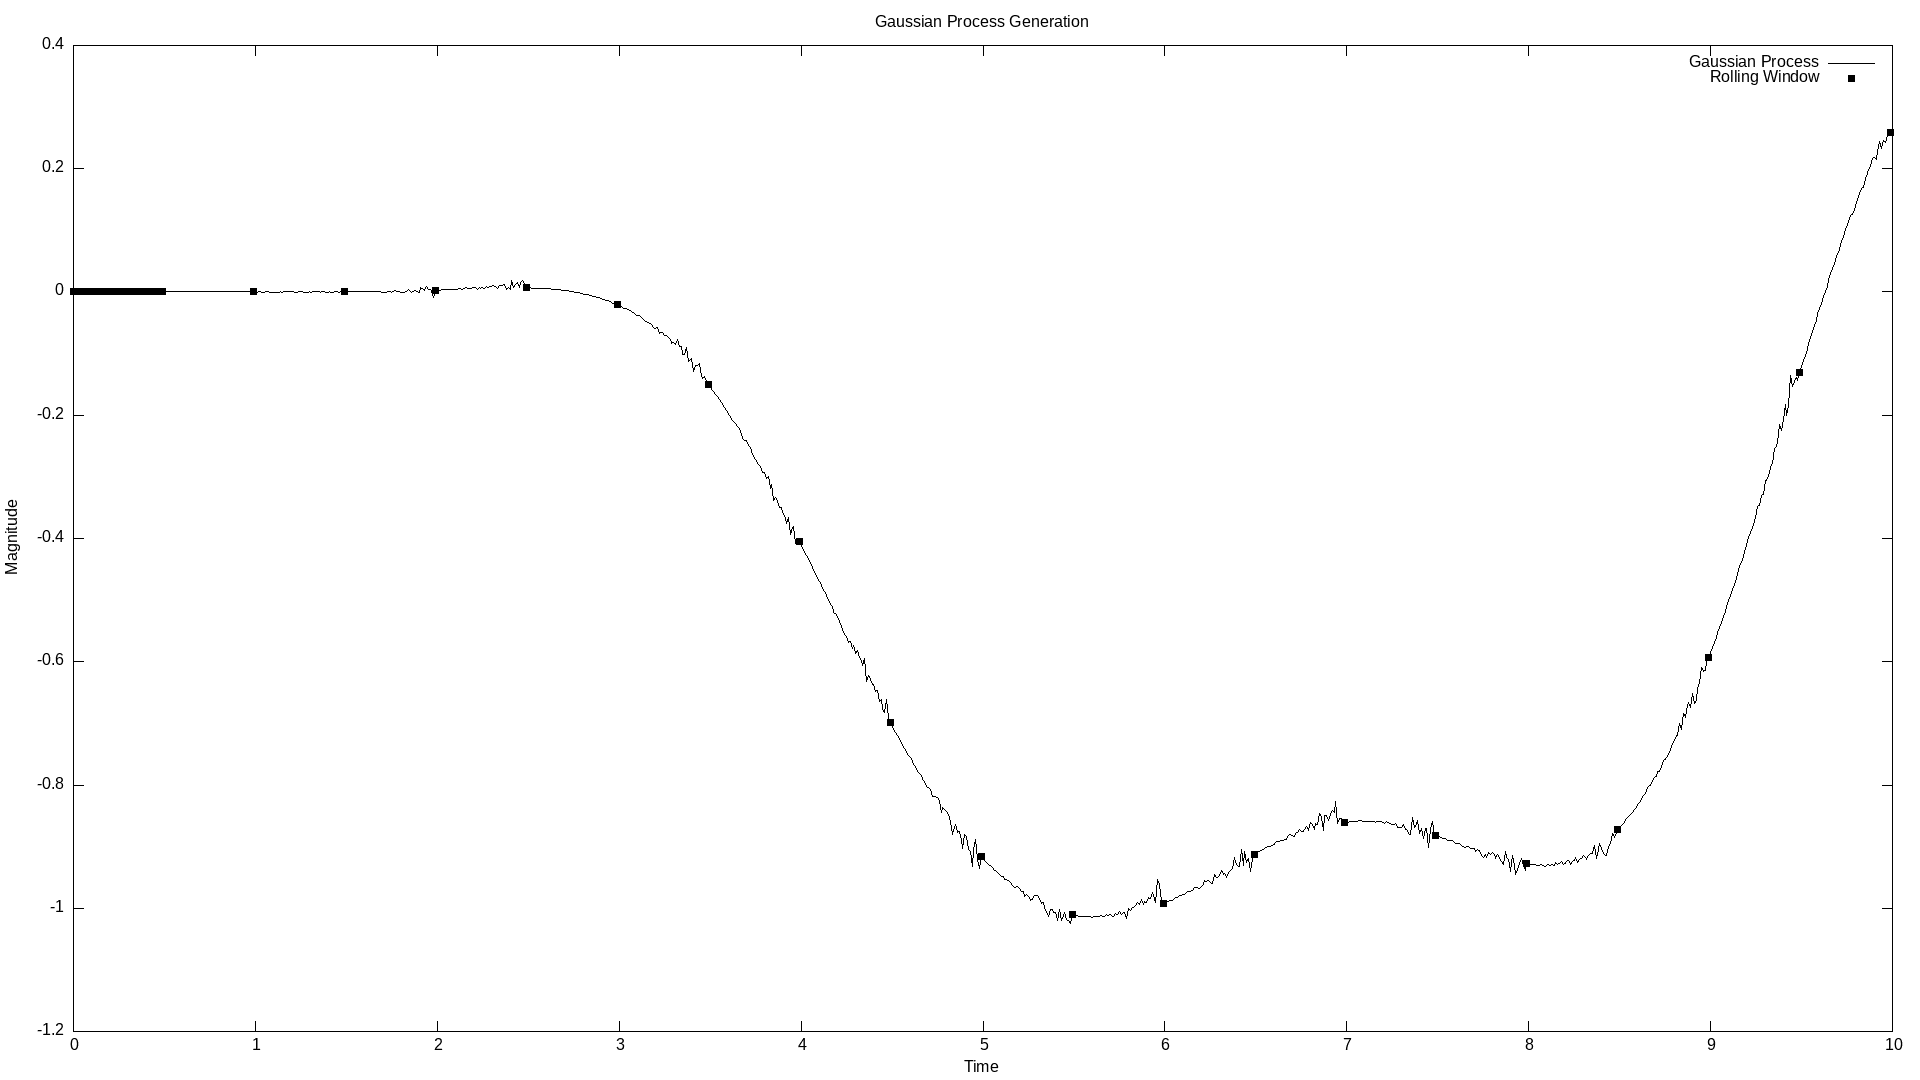 Gaussian Process Generation
Gaussian Process
Rolling Window
0.4
0.2
0
-0.2
-0.4
-0.6
-0.8
-1
-1.2
Magnitude
0 1 2 3 4 5 6 7 8 9 10
Time